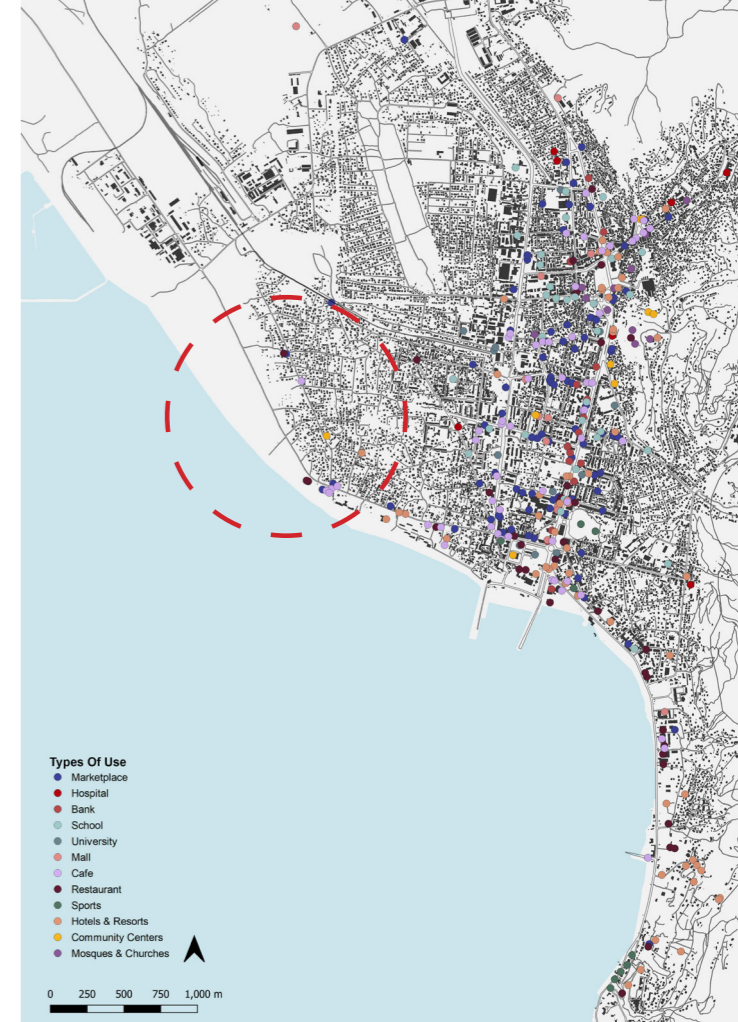 Types Of Use
Marketplace
Hospital
Bank
School
University
Mall
Cafe
Restaurant
Sports
Hotels & Resorts
Community Centers
Mosques & Churches
0 250 500 750 1,000 m